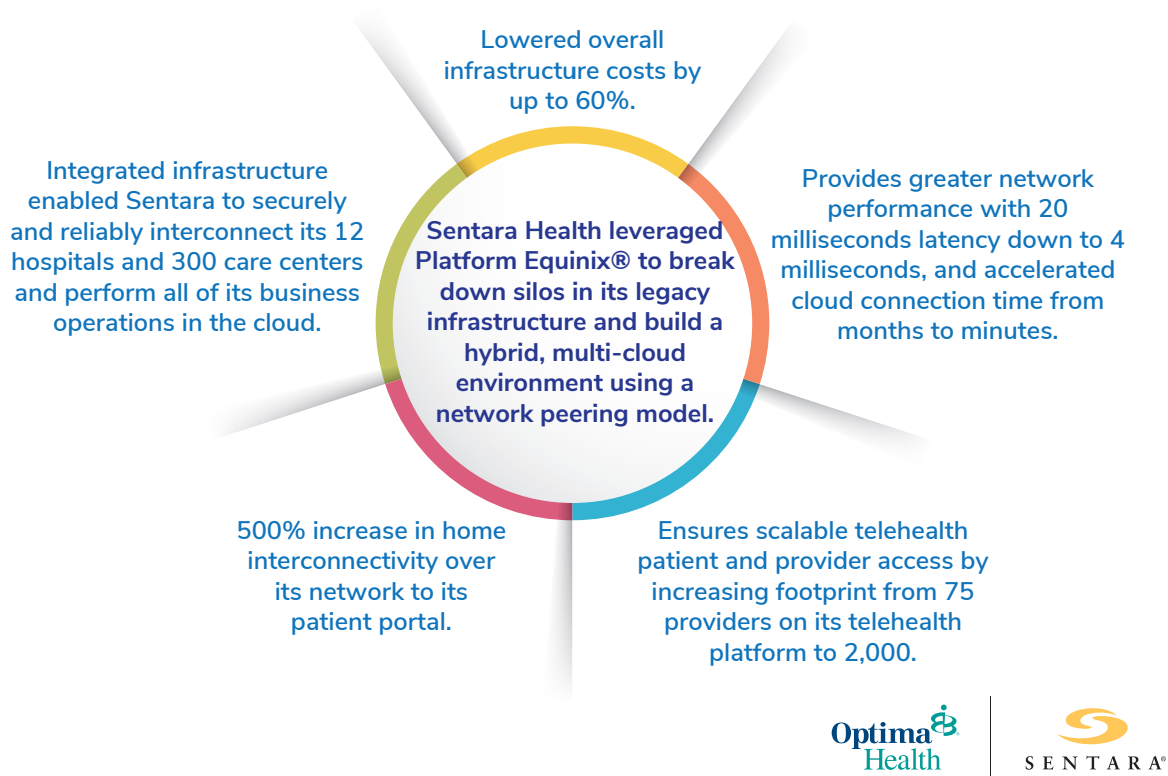 Lowered overall
infrastructure costs by
up to 60%.
Provides greater network
performance with 20
milliseconds latency down to 4
milliseconds, and accelerated
cloud connection time from
months to minutes.
Ensures scalable telehealth
patient and provider access by
increasing footprint from 75
providers on its telehealth
platform to 2,000.
500% increase in home
interconnectivity over
its network to its
patient portal.
Integrated infrastructure
enabled Sentara to securely
and reliably interconnect its 12
hospitals and 300 care centers
and perform all of its business
operations in the cloud.
Sentara Health leveraged
Platform Equinix® to break
down silos in its legacy
infrastructure and build a
hybrid, multi-cloud
environment using a
network peering model.
Optima
Health
SENTARA®